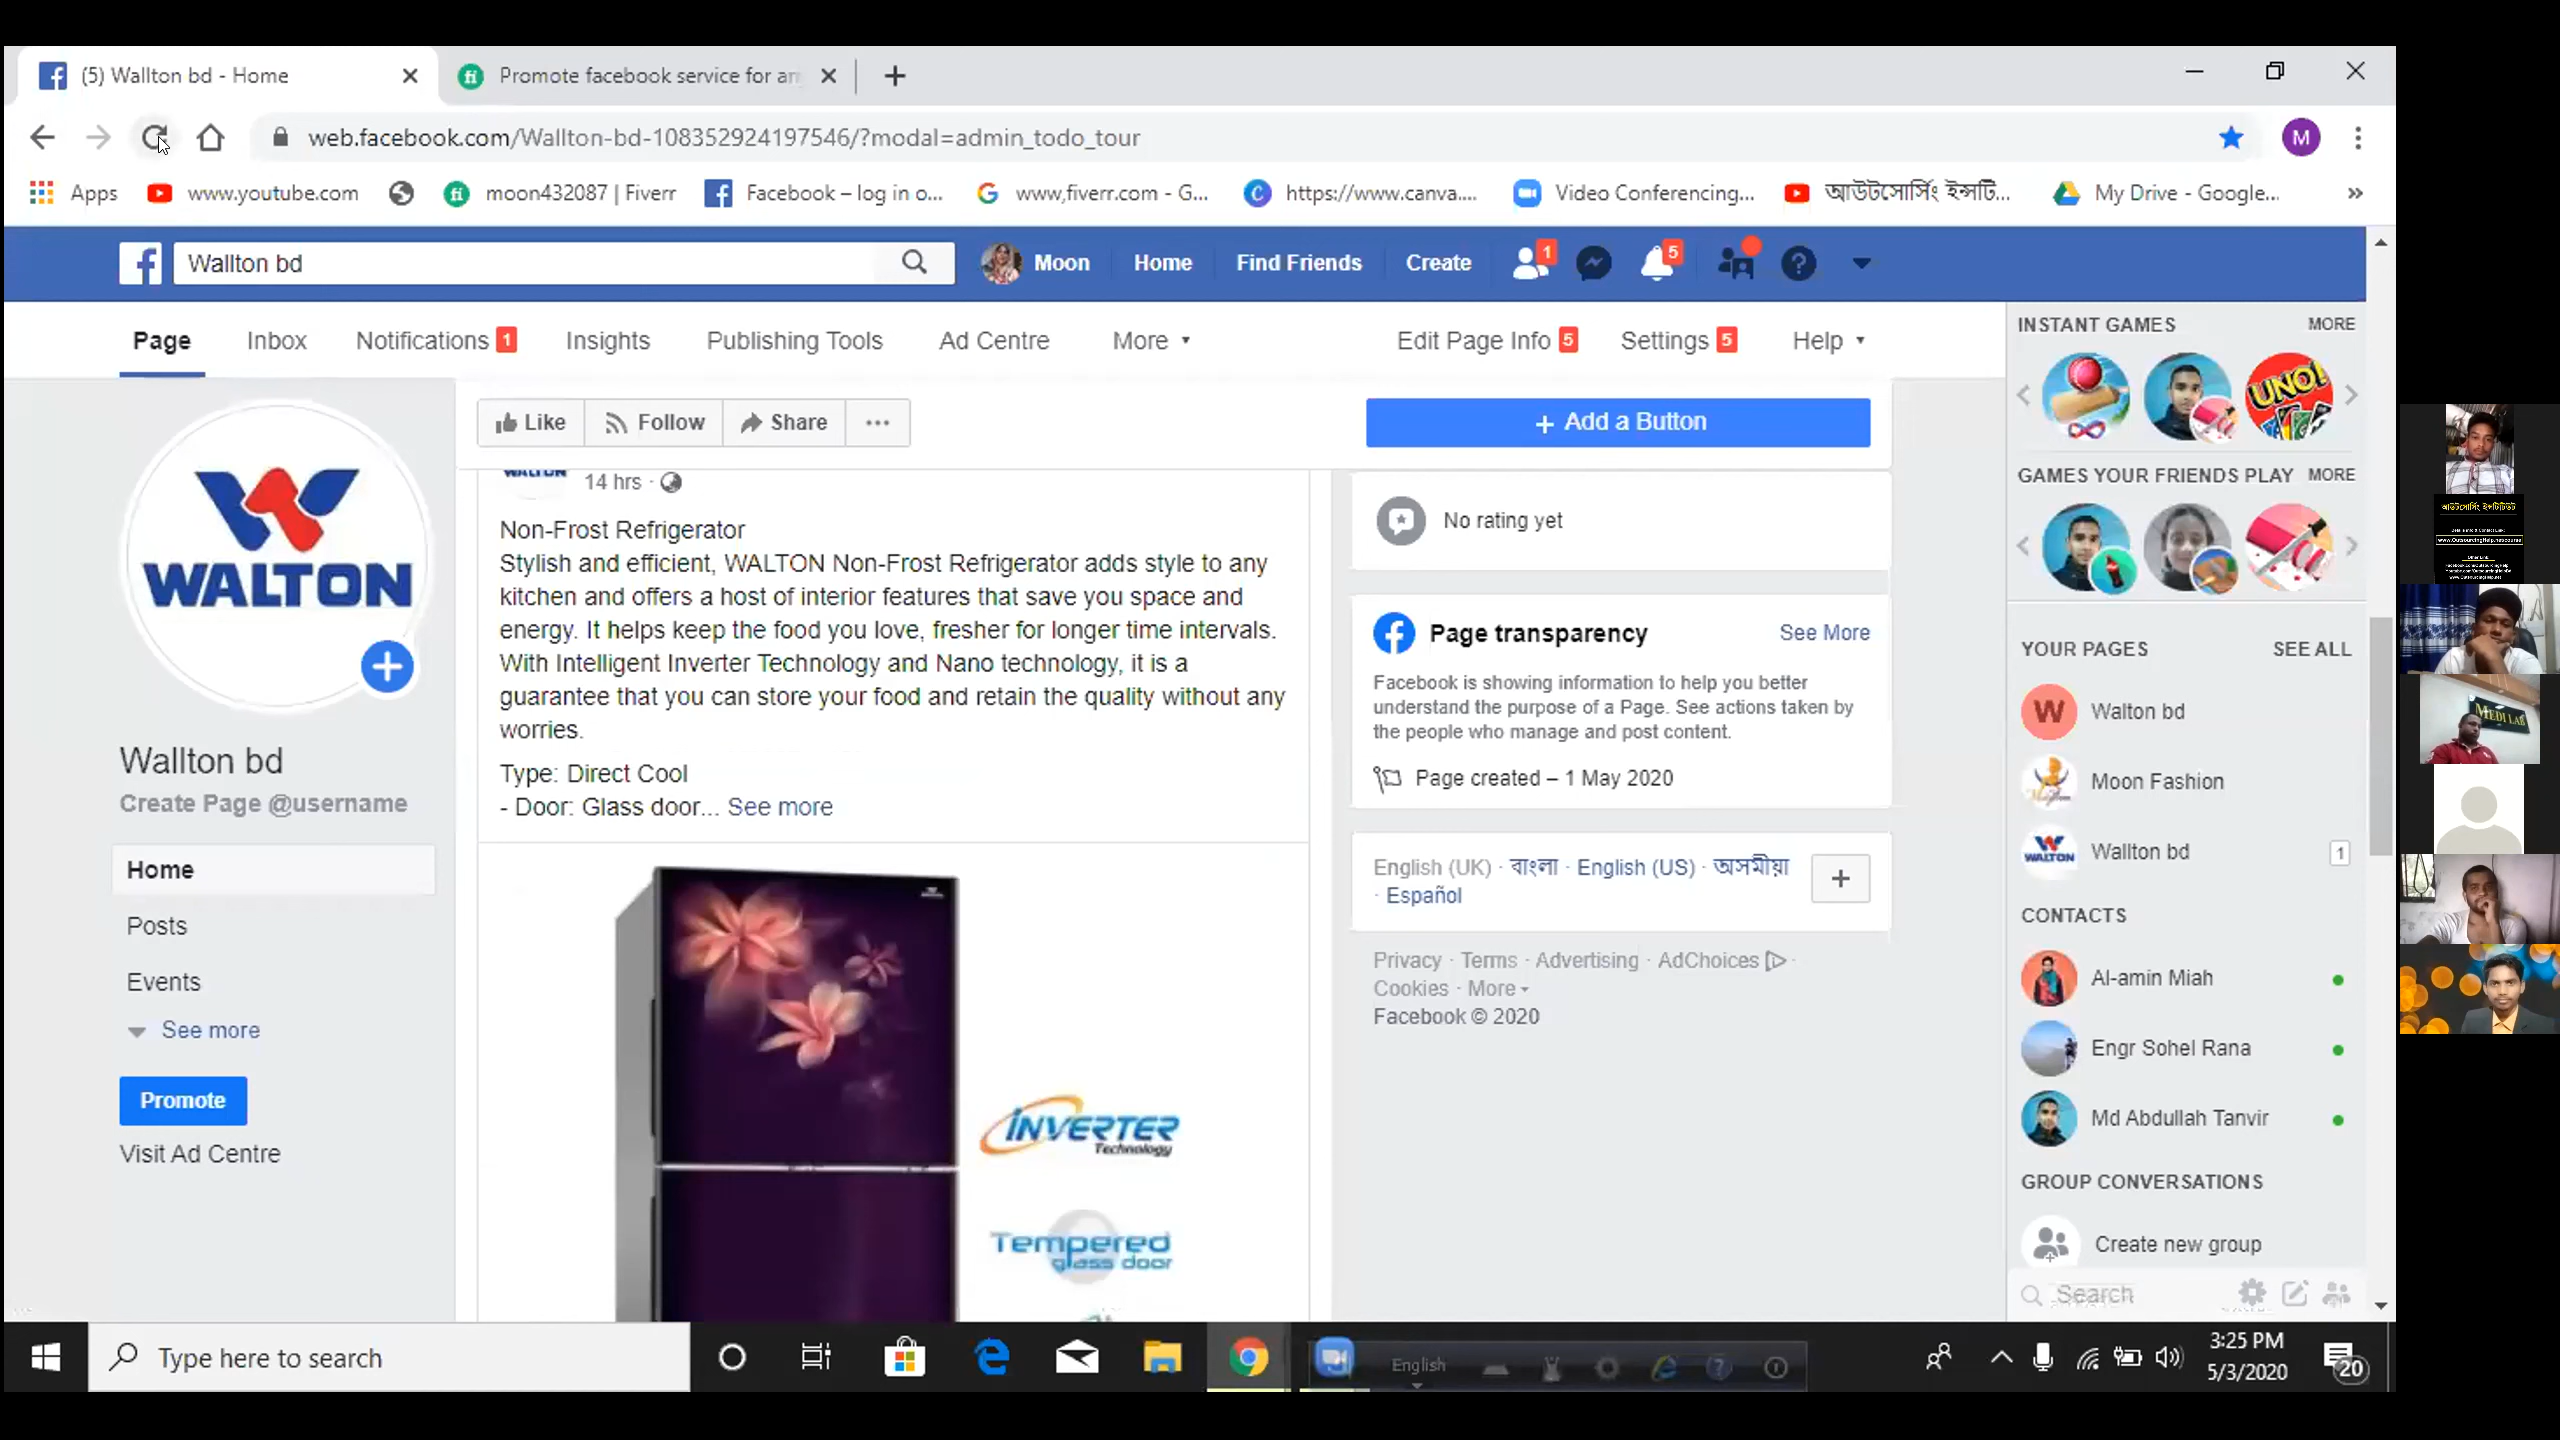 (5) Wallton bd - Home
Promote facebook service for an
web.facebook.com/Wallton-bd-108352924197546/?modal=admin_todo_tour
M
Apps
www.youtube.com
moon432087 | Fiverr
Facebook – log in o...
www,fiverr.com - G...
https://www.canva....
Video Conferencing...
আউটসোর্সিং ইন্সটি...
My Drive - Google...
Wallton bd
Moon
Home
Find Friends
Create
1
5
Page
Inbox
Notifications 1
Insights
Publishing Tools
Ad Centre
More
Edit Page Info 5
Settings 5
Help
WALTON
Wallton bd
Create Page @username
Home
Posts
Events
See more
Promote
Visit Ad Centre
Like
Follow
Share
+ Add a Button
WALTON
14 hrs
Non-Frost Refrigerator
Stylish and efficient, WALTON Non-Frost Refrigerator adds style to any
kitchen and offers a host of interior features that save you space and
energy. It helps keep the food you love, fresher for longer time intervals.
With Intelligent Inverter Technology and Nano technology, it is a
guarantee that you can store your food and retain the quality without any
worries.
Type: Direct Cool
- Door: Glass door... See more
INVERTER
Technology
Tempered
glass door
No rating yet
Page transparency
See More
Facebook is showing information to help you better
understand the purpose of a Page. See actions taken by
the people who manage and post content.
Page created – 1 May 2020
English (UK) · বাংলা · English (US) · অসমীয়া
· Español
Privacy · Terms · Advertising · AdChoices ·
Cookies · More
Facebook © 2020
INSTANT GAMES
MORE
UNO!
GAMES YOUR FRIENDS PLAY
MORE
YOUR PAGES
SEE ALL
W
Walton bd
Moon Fashion
WALTON
Wallton bd
1
CONTACTS
Al-amin Miah
Engr Sohel Rana
Md Abdullah Tanvir
GROUP CONVERSATIONS
Create new group
Search
আউটসোর্সিং ইন্সটিটিউট
MEDI LAB
Type here to search
English
3:25 PM
5/3/2020
20